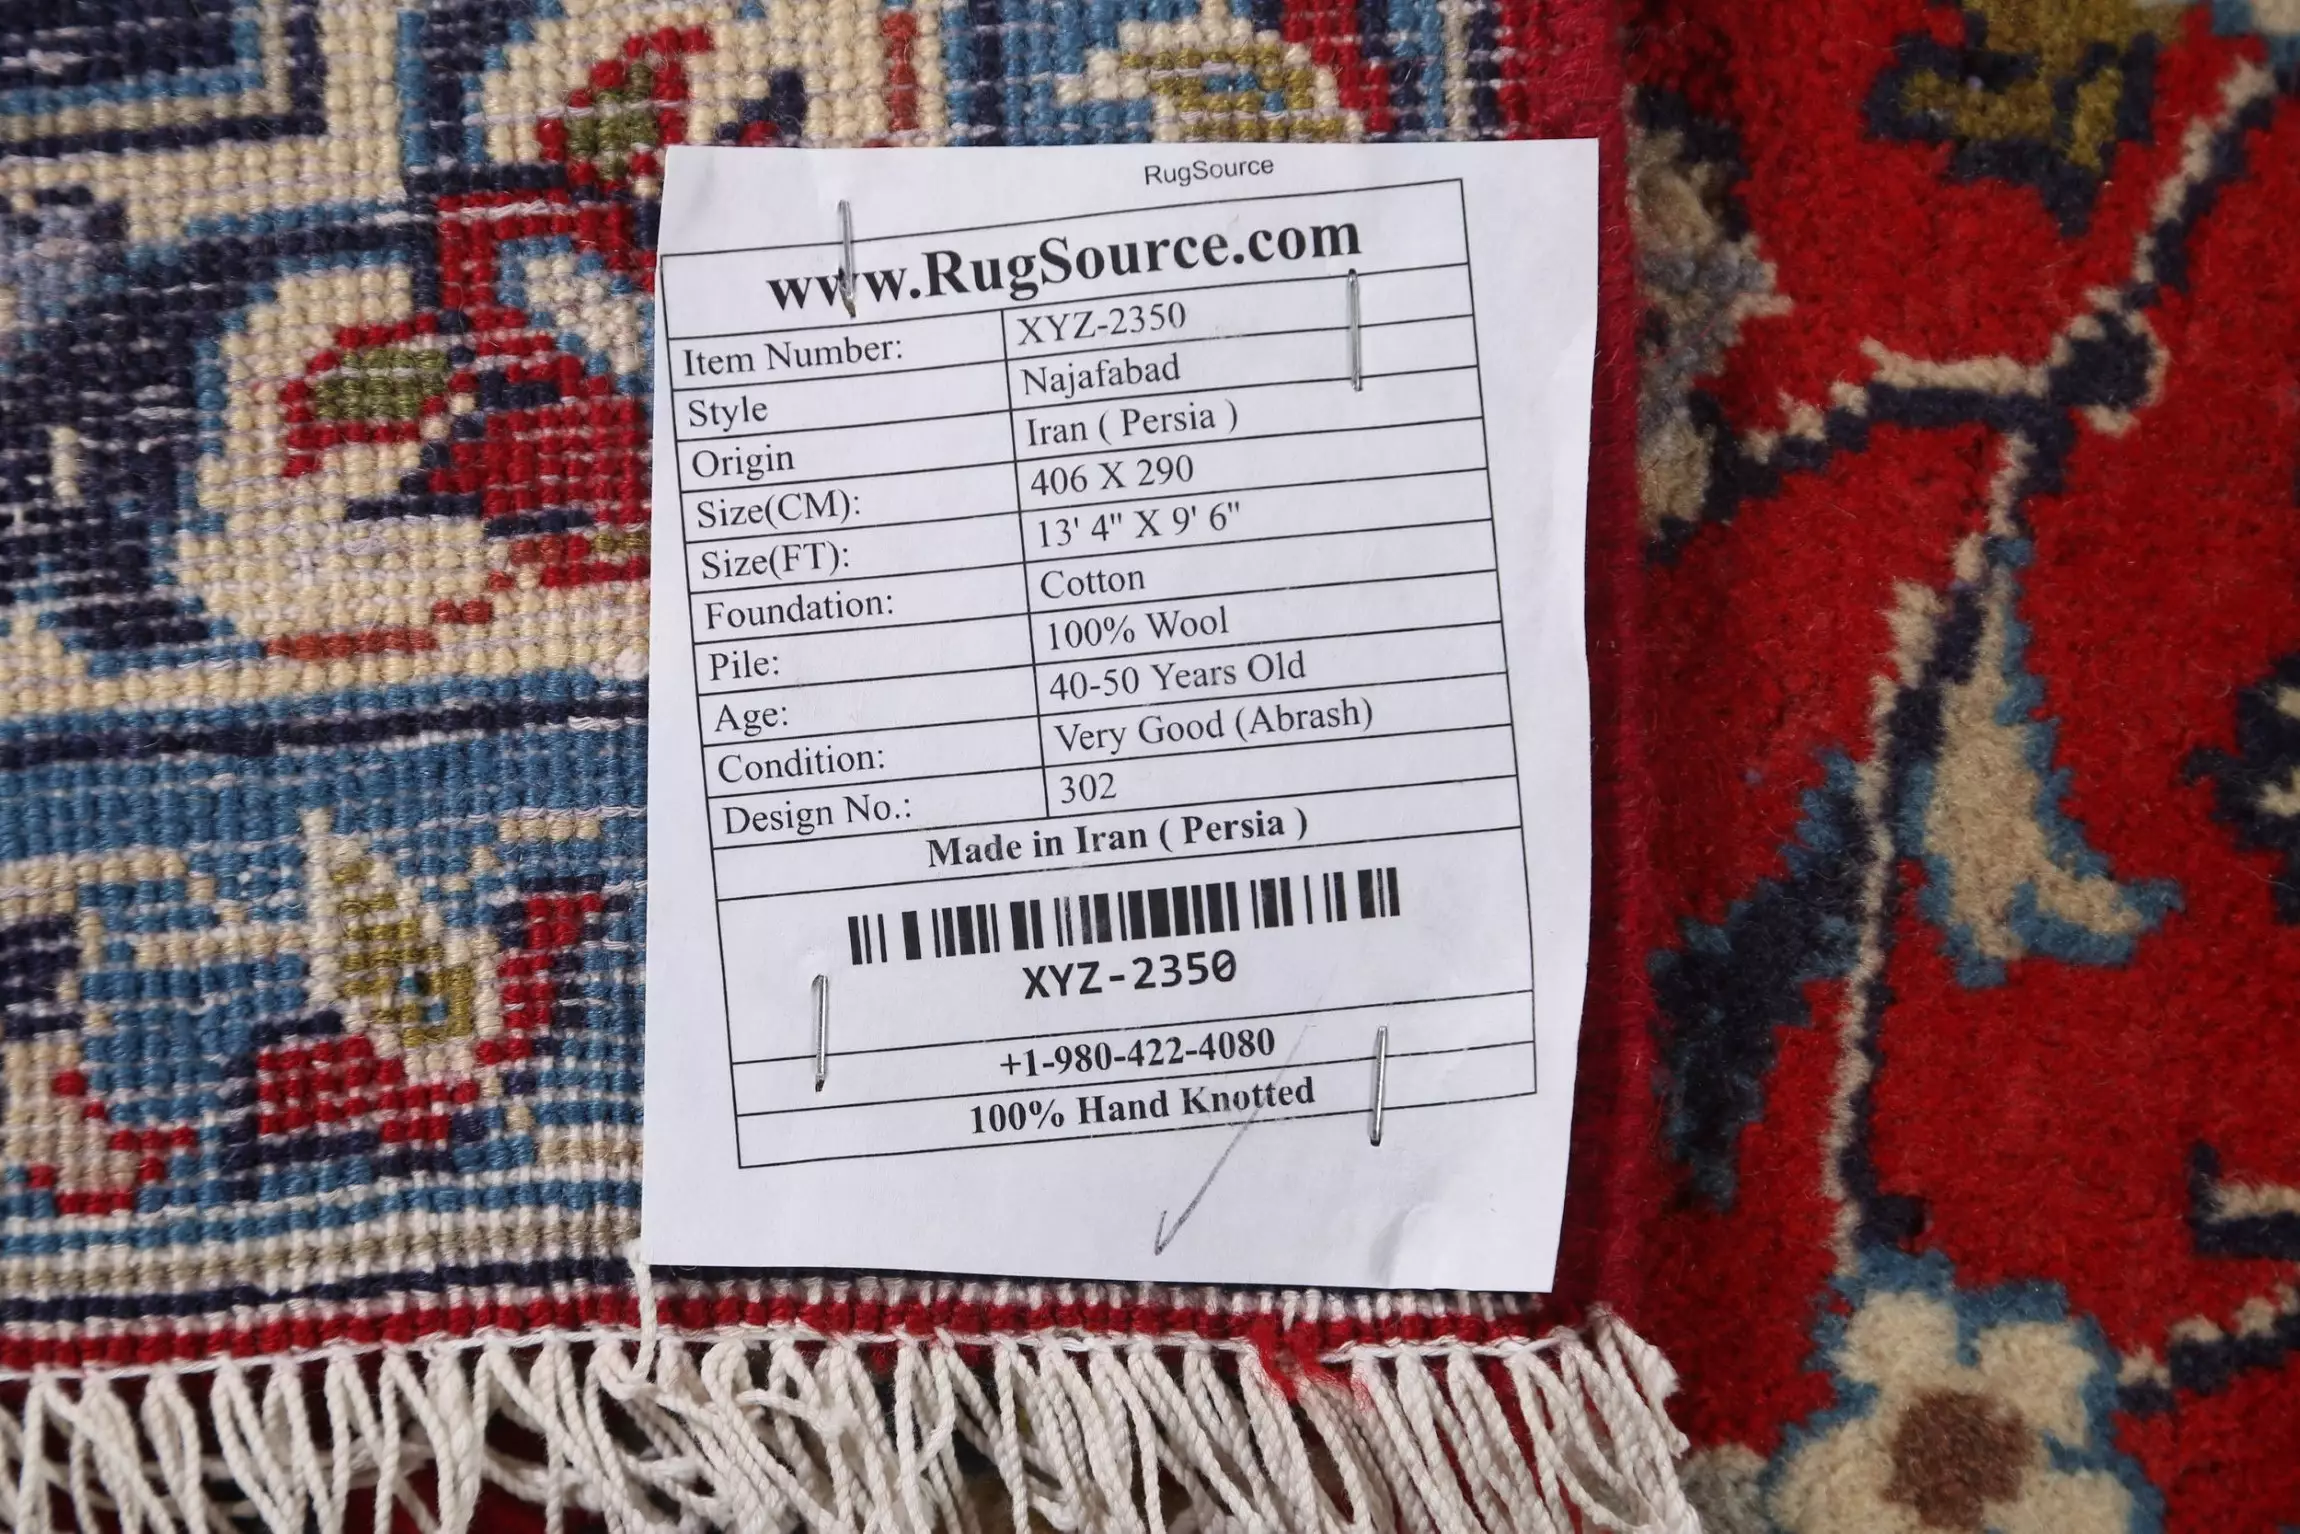 RugSource
www.RugSource.com
Item Number: XYZ-2350
Style Najafabad
Origin Iran ( Persia )
Size(CM): 406 X 290
Size(FT): 13' 4" X 9' 6"
Foundation: Cotton
Pile: 100% Wool
Age: 40-50 Years Old
Condition: Very Good (Abrash)
Design No.: 302
Made in Iran ( Persia )
XYZ-2350
+1-980-422-4080
100% Hand Knotted